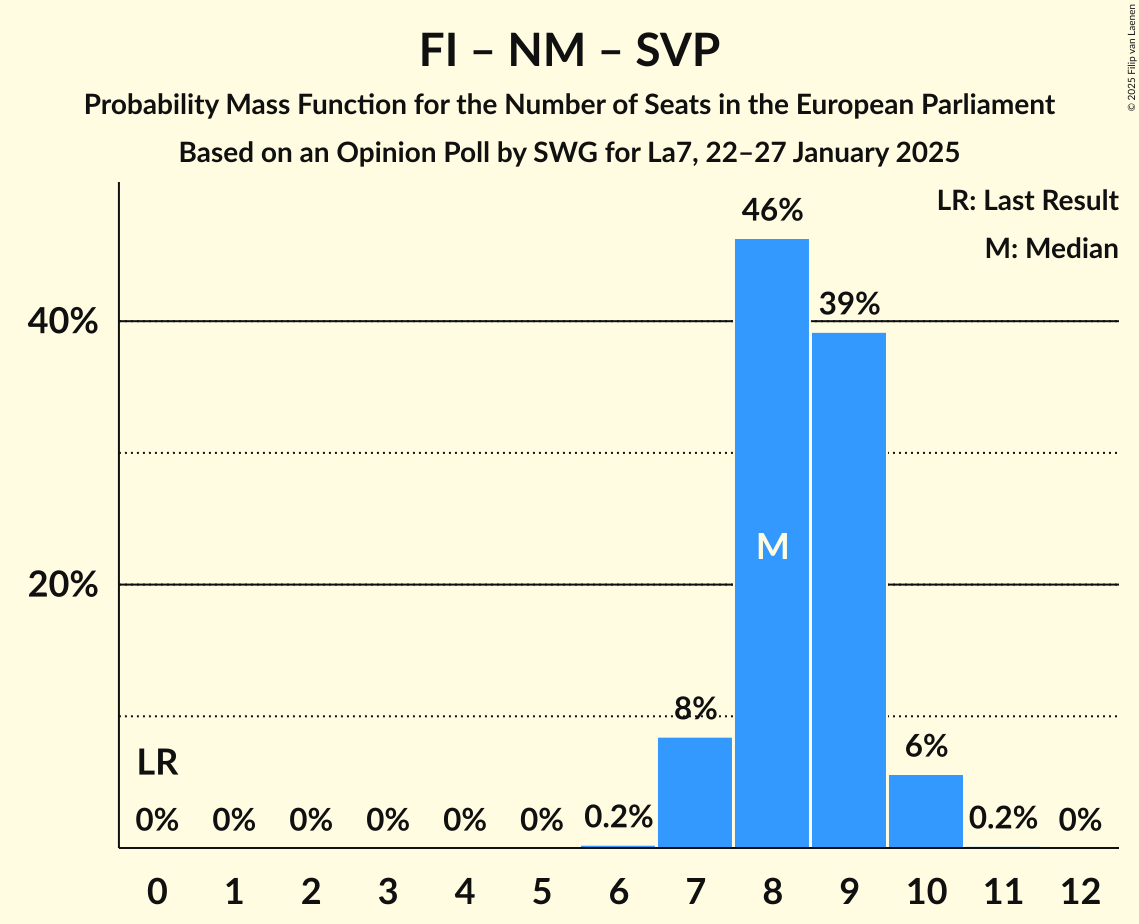 FI – NM – SVP
Probability Mass Function for the Number of Seats in the European Parliament
Based on an Opinion Poll by SWG for La7, 22–27 January 2025
© 2025 Filip van Laenen
LR: Last Result
M: Median
46%
39%
40%
M
20%
8%
6%
LR
0% 0% 0% 0% 0% 0% 0.2% 0.2% 0%
0 1 2 3 4 5 6 7 8 9 10 11 12